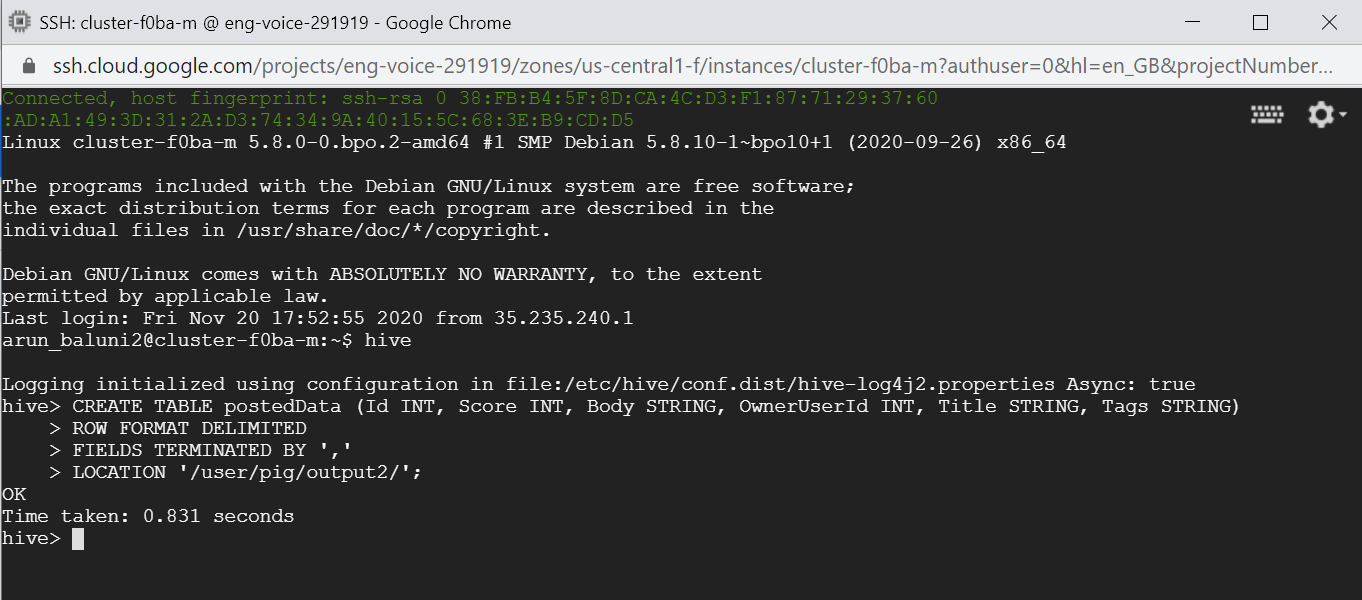 SSH: cluster-f0ba-m @ eng-voice-291919 - Google Chrome
ssh.cloud.google.com/projects/eng-voice-291919/zones/us-central1-f/instances/cluster-f0ba-m?authuser=0&hl=en_GB&projectNumber...
Connected, host fingerprint: ssh-rsa 0 38:FB:B4:5F:8D:CA:4C:D3:F1:87:71:29:37:60
:AD:A1:49:3D:31:2A:D3:74:34:9A:40:15:5C:68:3E:B9:CD:D5
Linux cluster-f0ba-m 5.8.0-0.bpo.2-amd64 #1 SMP Debian 5.8.10-1~bpo10+1 (2020-09-26) x86_64
The programs included with the Debian GNU/Linux system are free software;
the exact distribution terms for each program are described in the
individual files in /usr/share/doc/*/copyright.
Debian GNU/Linux comes with ABSOLUTELY NO WARRANTY, to the extent
permitted by applicable law.
Last login: Fri Nov 20 17:52:55 2020 from 35.235.240.1
arun_baluni2@cluster-f0ba-m:~$ hive
Logging initialized using configuration in file:/etc/hive/conf.dist/hive-log4j2.properties Async: true
hive> CREATE TABLE postedData (Id INT, Score INT, Body STRING, OwnerUserId INT, Title STRING, Tags STRING)
    > ROW FORMAT DELIMITED
    > FIELDS TERMINATED BY ','
    > LOCATION '/user/pig/output2/';
OK
Time taken: 0.831 seconds
hive>